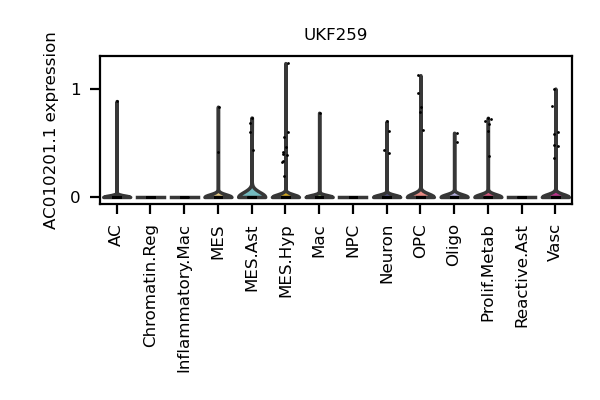 UKF259
AC010201.1 expression
1
0
AC
Chromatin.Reg
Inflammatory.Mac
MES
MES.Ast
MES.Hyp
Mac
NPC
Neuron
OPC
Oligo
Prolif.Metab
Reactive.Ast
Vasc